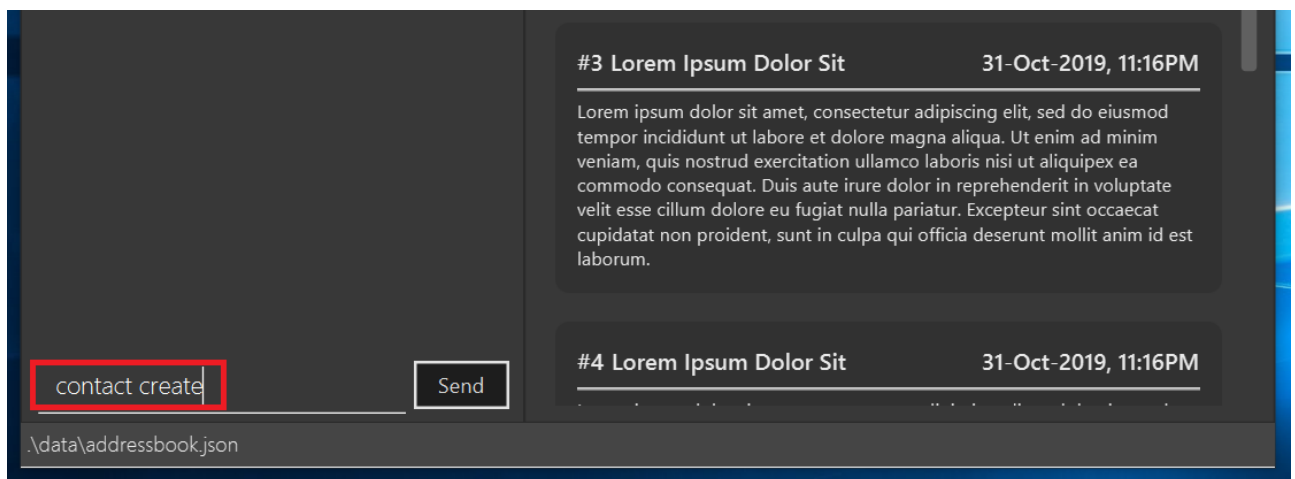 #3 Lorem Ipsum Dolor Sit 31-Oct-2019, 11:16PM
Lorem ipsum dolor sit amet, consectetur adipiscing elit, sed do eiusmod
tempor incididunt ut labore et dolore magna aliqua. Ut enim ad minim
veniam, quis nostrud exercitation ullamco laboris nisi ut aliquipex ea
commodo consequat. Duis aute irure dolor in reprehenderit in voluptate
velit esse cillum dolore eu fugiat nulla pariatur. Excepteur sint occaecat
cupidatat non proident, sunt in culpa qui officia deserunt mollit anim id est
laborum.
#4 Lorem Ipsum Dolor Sit 31-Oct-2019, 11:16PM
contact create
Send
.\data\addressbook.json